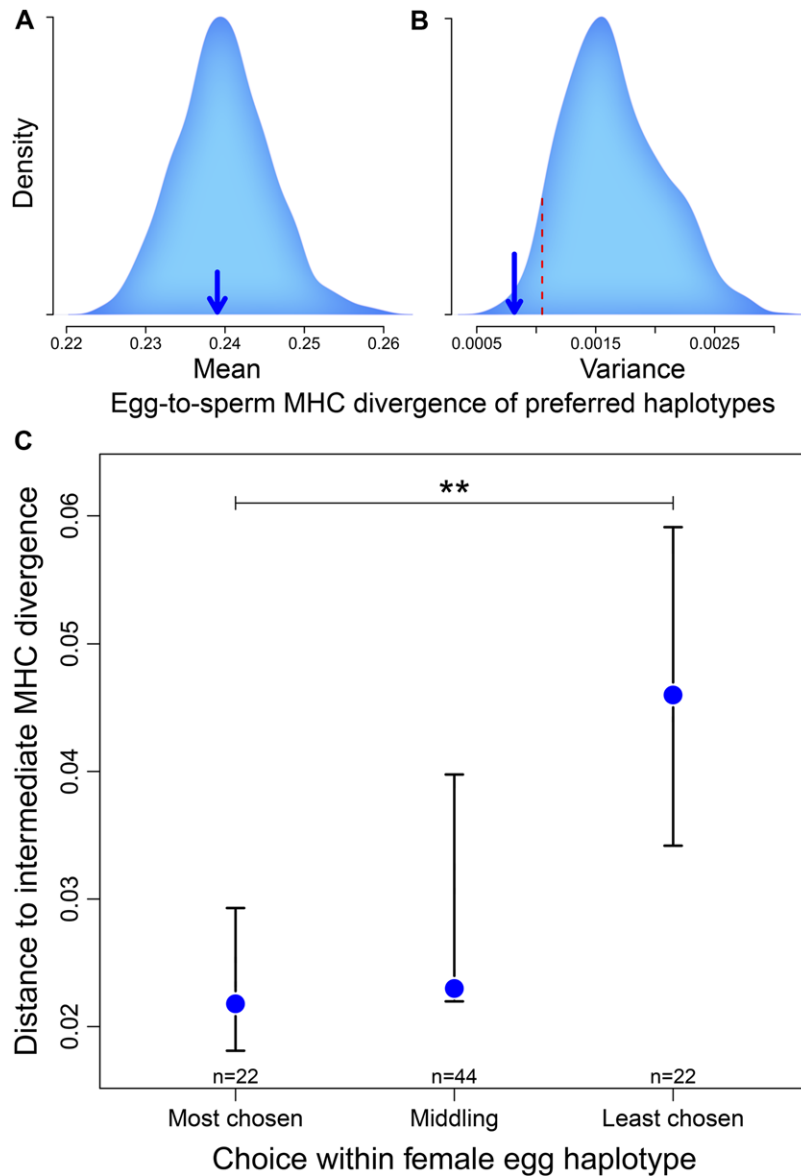 A
B
Density
0.22 0.23 0.24 0.25 0.26
0.0005 0.0015 0.0025
Mean
Variance
Egg-to-sperm MHC divergence of preferred haplotypes
C
Distance to intermediate MHC divergence
0.06
0.05
0.04
0.03
0.02
**
n=22 n=44 n=22
Most chosen Middling Least chosen
Choice within female egg haplotype